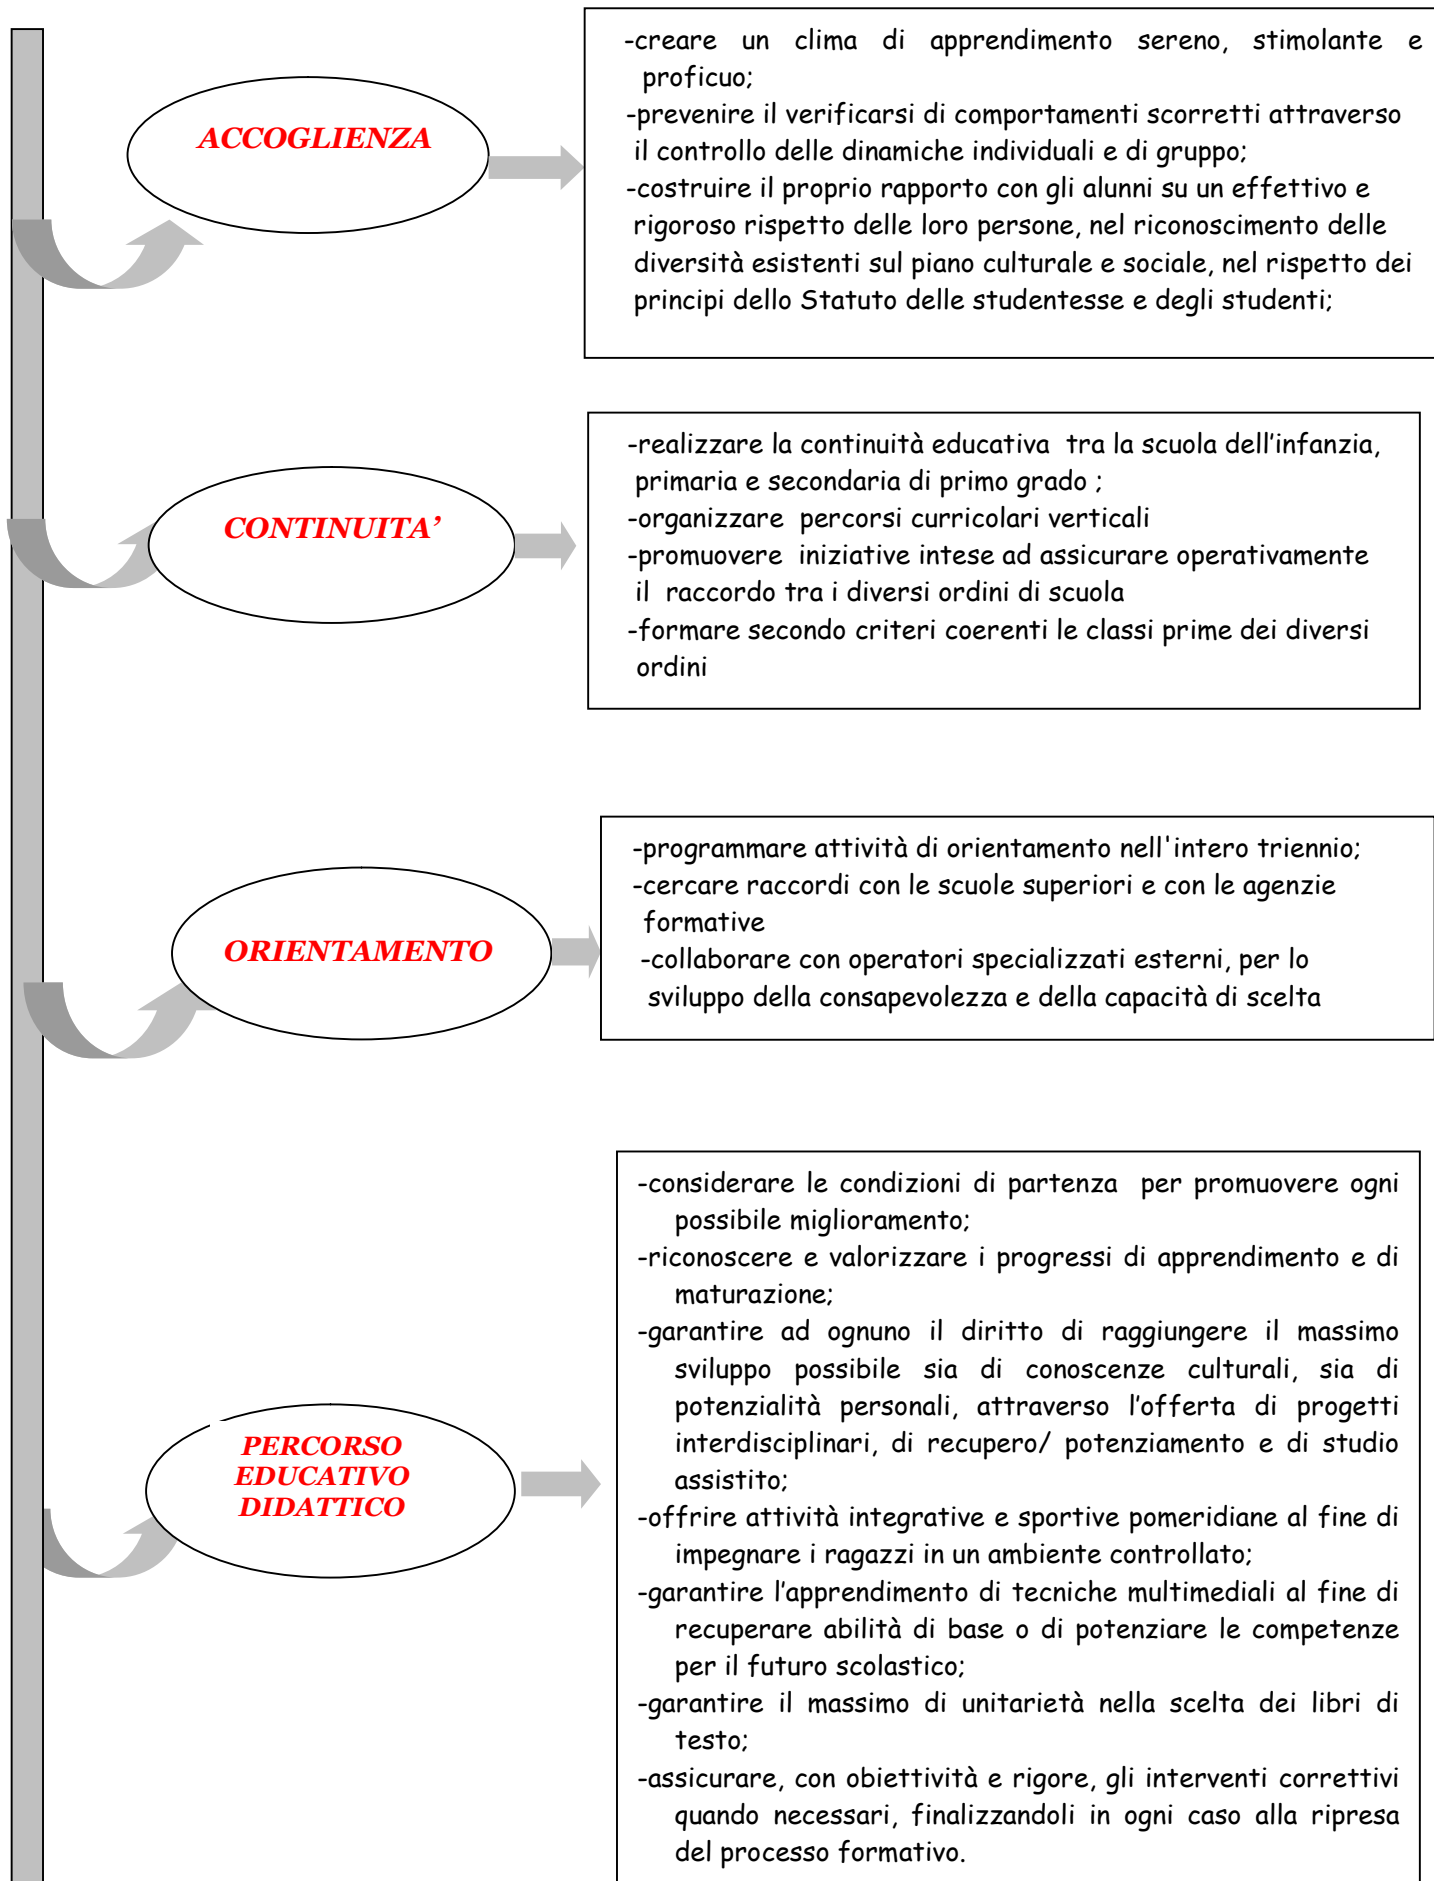 ACCOGLIENZA
-creare un clima di apprendimento sereno, stimolante e
proficuo;
-prevenire il verificarsi di comportamenti scorretti attraverso
il controllo delle dinamiche individuali e di gruppo;
-costruire il proprio rapporto con gli alunni su un effettivo e
rigoroso rispetto delle loro persone, nel riconoscimento delle
diversità esistenti sul piano culturale e sociale, nel rispetto dei
principi dello Statuto delle studentesse e degli studenti;
CONTINUITA’
-realizzare la continuità educativa tra la scuola dell’infanzia,
primaria e secondaria di primo grado ;
-organizzare percorsi curricolari verticali
-promuovere iniziative intese ad assicurare operativamente
il raccordo tra i diversi ordini di scuola
-formare secondo criteri coerenti le classi prime dei diversi
ordini
ORIENTAMENTO
-programmare attività di orientamento nell'intero triennio;
-cercare raccordi con le scuole superiori e con le agenzie
formative
-collaborare con operatori specializzati esterni, per lo
sviluppo della consapevolezza e della capacità di scelta
PERCORSO
EDUCATIVO
DIDATTICO
-considerare le condizioni di partenza per promuovere ogni
possibile miglioramento;
-riconoscere e valorizzare i progressi di apprendimento e di
maturazione;
-garantire ad ognuno il diritto di raggiungere il massimo
sviluppo possibile sia di conoscenze culturali, sia di
potenzialità personali, attraverso l’offerta di progetti
interdisciplinari, di recupero/ potenziamento e di studio
assistito;
-offrire attività integrative e sportive pomeridiane al fine di
impegnare i ragazzi in un ambiente controllato;
-garantire l’apprendimento di tecniche multimediali al fine di
recuperare abilità di base o di potenziare le competenze
per il futuro scolastico;
-garantire il massimo di unitarietà nella scelta dei libri di
testo;
-assicurare, con obiettività e rigore, gli interventi correttivi
quando necessari, finalizzandoli in ogni caso alla ripresa
del processo formativo.